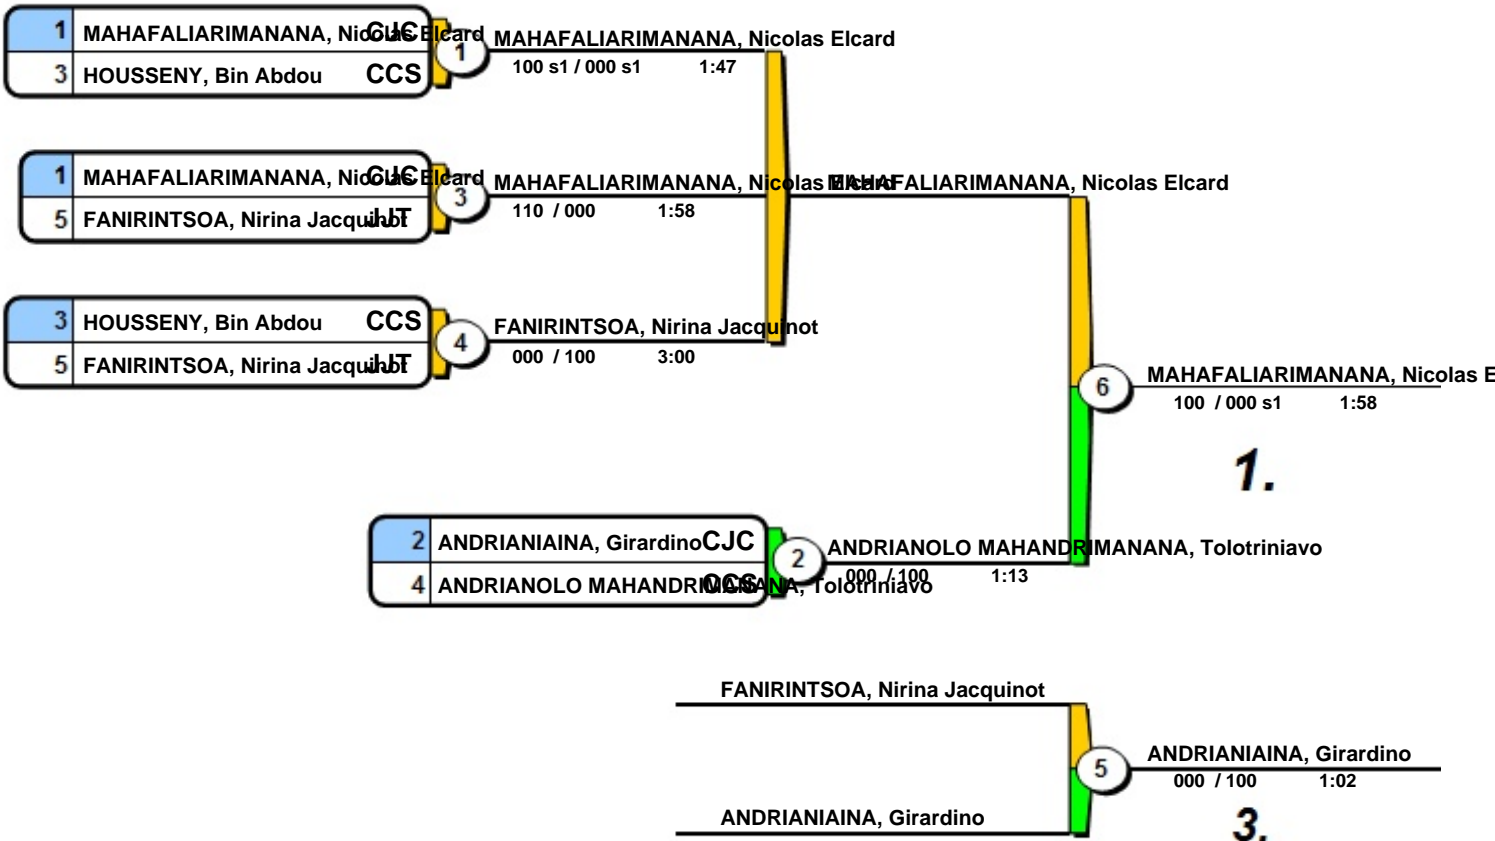 1 MAHAFALIARIMANANA, Nicolas Elcard CJC
3 HOUSSENY, Bin Abdou CCS
1
MAHAFALIARIMANANA, Nicolas Elcard
100 s1 / 000 s1 1:47
1 MAHAFALIARIMANANA, Nicolas Elcard CJC
5 FANIRINTSOA, Nirina Jacquinot JJT
3
MAHAFALIARIMANANA, Nicolas Elcard
110 / 000 1:58
MAHAFALIARIMANANA, Nicolas Elcard
3 HOUSSENY, Bin Abdou CCS
5 FANIRINTSOA, Nirina Jacquinot JJT
4
FANIRINTSOA, Nirina Jacquinot
000 / 100 3:00
6
MAHAFALIARIMANANA, Nicolas E
100 / 000 s1 1:58
1.
2 ANDRIANIAINA, Girardino CJC
4 ANDRIANOLO MAHANDRIMANANA, Tolotriniavo CCS
2
ANDRIANOLO MAHANDRIMANANA, Tolotriniavo
000 / 100 1:13
FANIRINTSOA, Nirina Jacquinot
ANDRIANIAINA, Girardino
5
ANDRIANIAINA, Girardino
000 / 100 1:02
3.